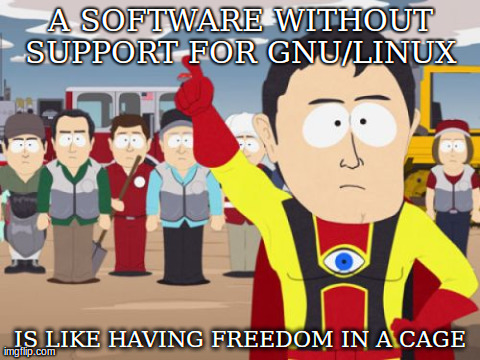 A SOFTWARE WITHOUT
SUPPORT FOR GNU/LINUX
IS LIKE HAVING FREEDOM IN A CAGE
imgflip.com